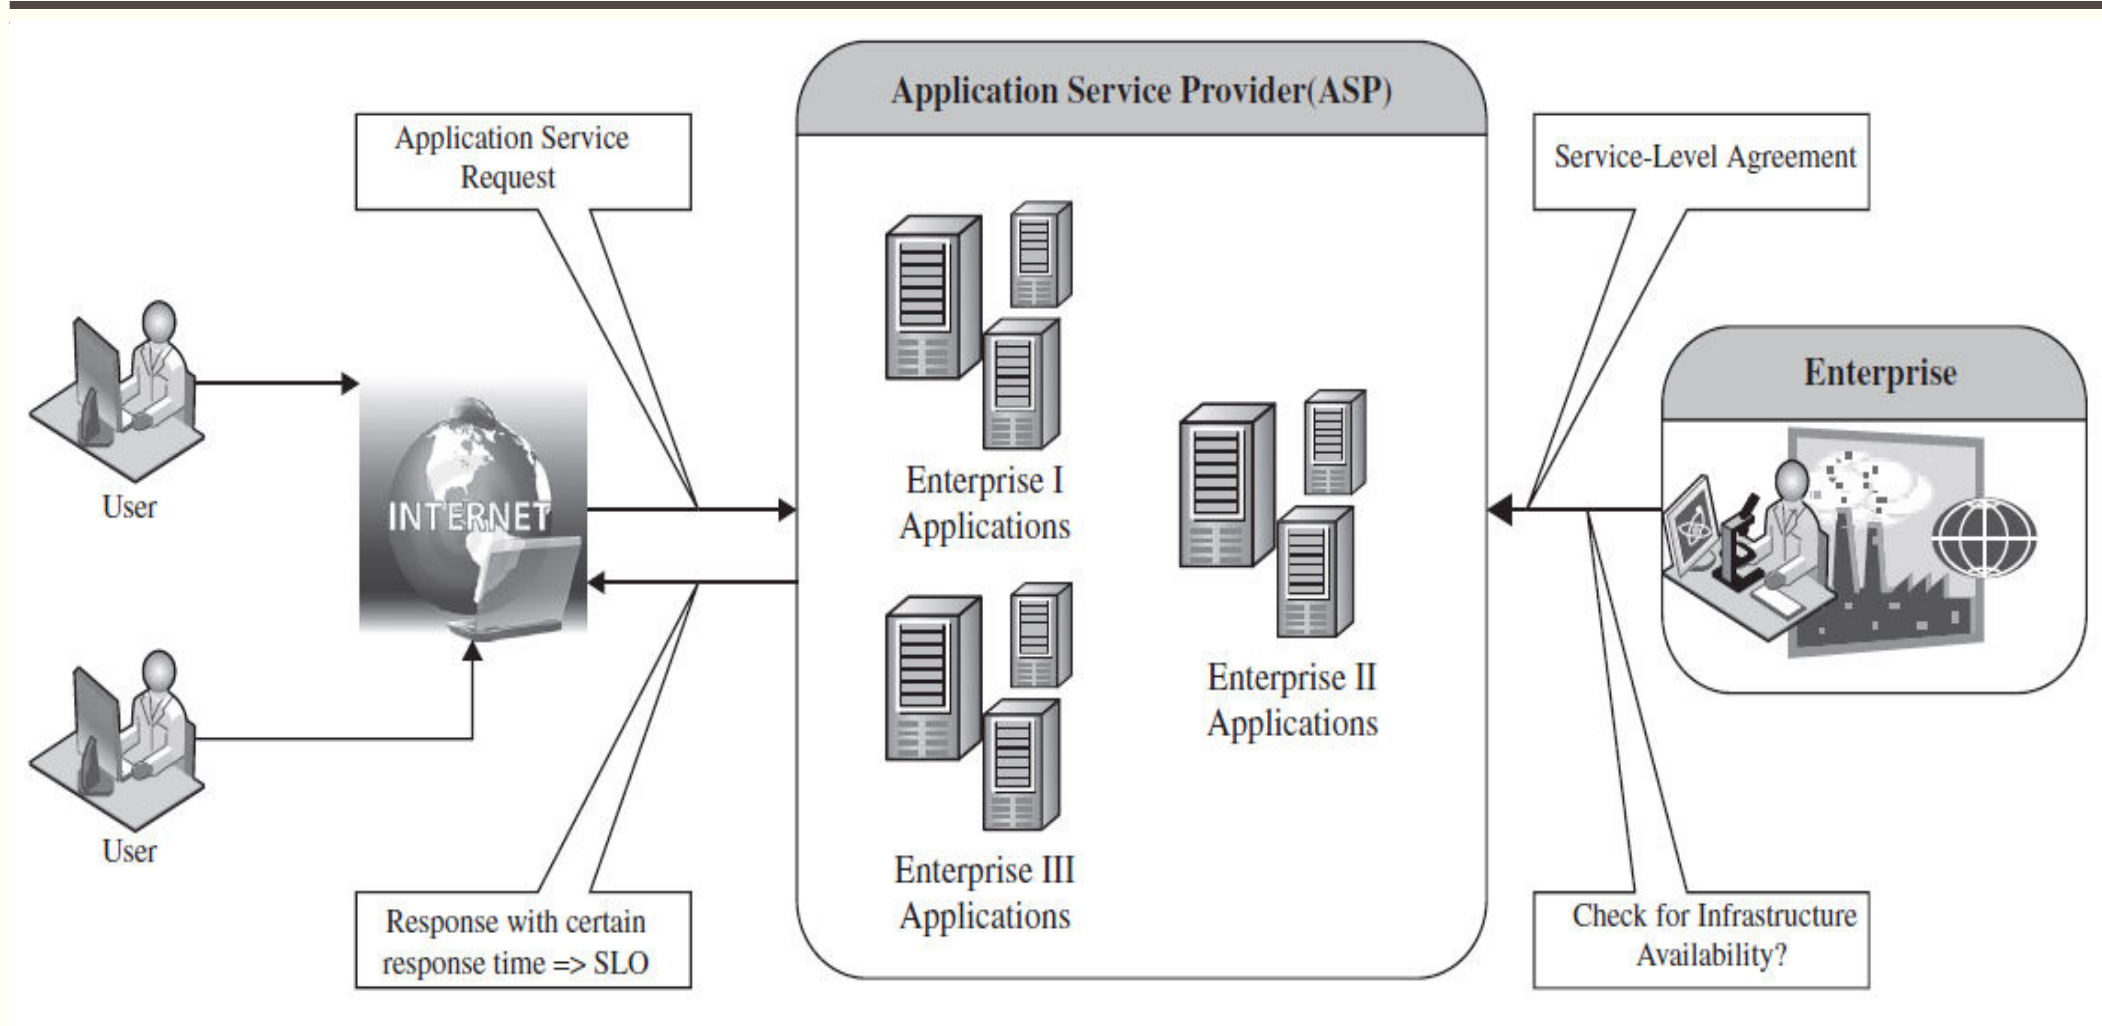 Application Service Provider(ASP)
Application Service
Request
Service-Level Agreement
Enterprise
User
INTERNET
Enterprise I
Applications
Enterprise II
Applications
User
Enterprise III
Applications
Response with certain
response time => SLO
Check for Infrastructure
Availability?